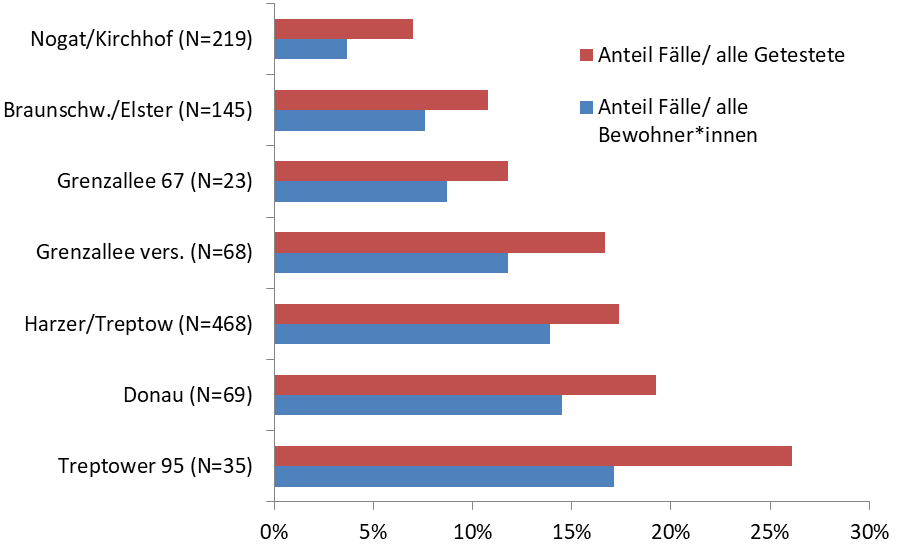 Nogat/Kirchhof (N=219)
Braunschw./Elster (N=145)
Grenzallee 67 (N=23)
Grenzallee vers. (N=68)
Harzer/Treptow (N=468)
Donau (N=69)
Treptower 95 (N=35)
Anteil Fälle/ alle Getestete
Anteil Fälle/ alle
Bewohner*innen
0% 5% 10% 15% 20% 25% 30%